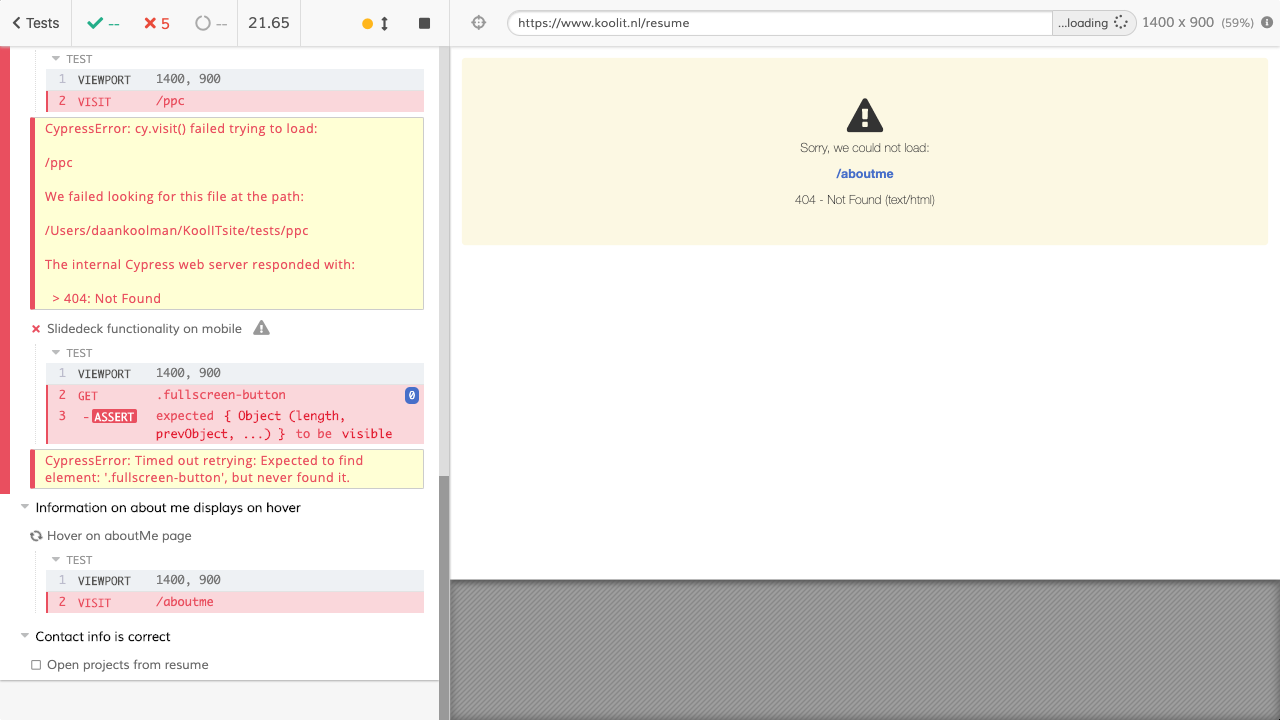 Tests
--
5
--
21.65
https://www.koolit.nl/resume
...loading
1400 x 900 (59%)
TEST
1 VIEWPORT 1400, 900
2 VISIT /ppc
CypressError: cy.visit() failed trying to load:
/ppc
We failed looking for this file at the path:
/Users/daankoolman/KoolITsite/tests/ppc
The internal Cypress web server responded with:
> 404: Not Found
Slidedeck functionality on mobile
TEST
1 VIEWPORT 1400, 900
2 GET .fullscreen-button 0
3 -ASSERT expected { Object (length,
prevObject, ...) } to be visible
CypressError: Timed out retrying: Expected to find
element: '.fullscreen-button', but never found it.
Information on about me displays on hover
Hover on aboutMe page
TEST
1 VIEWPORT 1400, 900
2 VISIT /aboutme
Contact info is correct
Open projects from resume
Sorry, we could not load:
/aboutme
404 - Not Found (text/html)